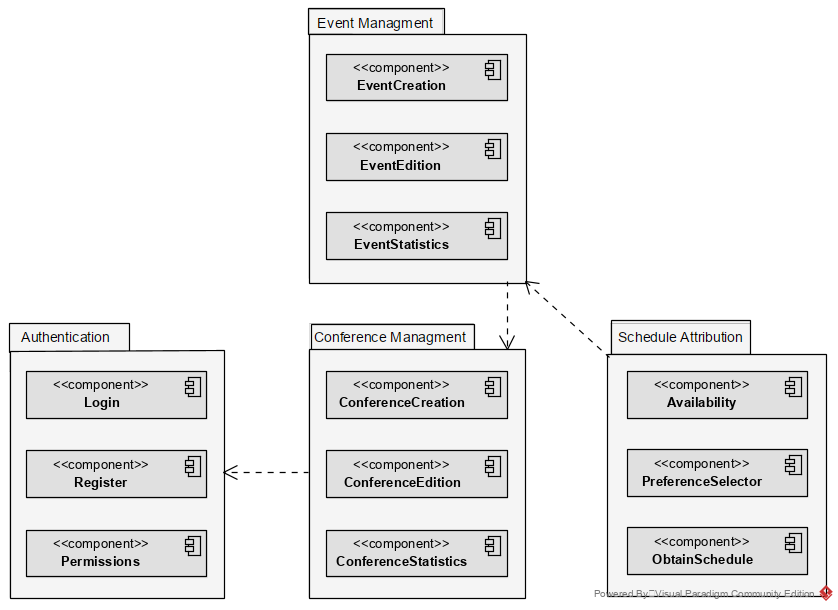 Event Managment
<<component>>
EventCreation
<<component>>
EventEdition
<<component>>
EventStatistics
Authentication
<<component>>
Login
<<component>>
Register
<<component>>
Permissions
Conference Managment
<<component>>
ConferenceCreation
<<component>>
ConferenceEdition
<<component>>
ConferenceStatistics
Schedule Attribution
<<component>>
Availability
<<component>>
PreferenceSelector
<<component>>
ObtainSchedule
Powered By Visual Paradigm Community Edition